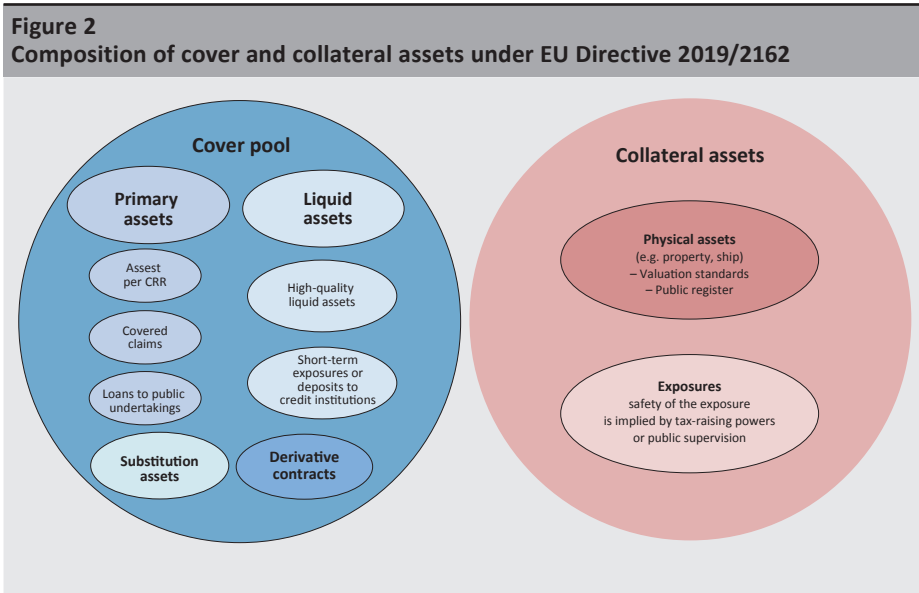 Figure 2
Composition of cover and collateral assets under EU Directive 2019/2162
Cover pool
Primary
assets
Assest
per CRR
Covered
claims
Loans to public
undertakings
Substitution
assets
Liquid
assets
High-quality
liquid assets
Short-term
exposures or
deposits to
credit institutions
Derivative
contracts
Collateral assets
Physical assets
(e.g. property, ship)
– Valuation standards
– Public register
Exposures
safety of the exposure
is implied by tax-raising powers
or public supervision